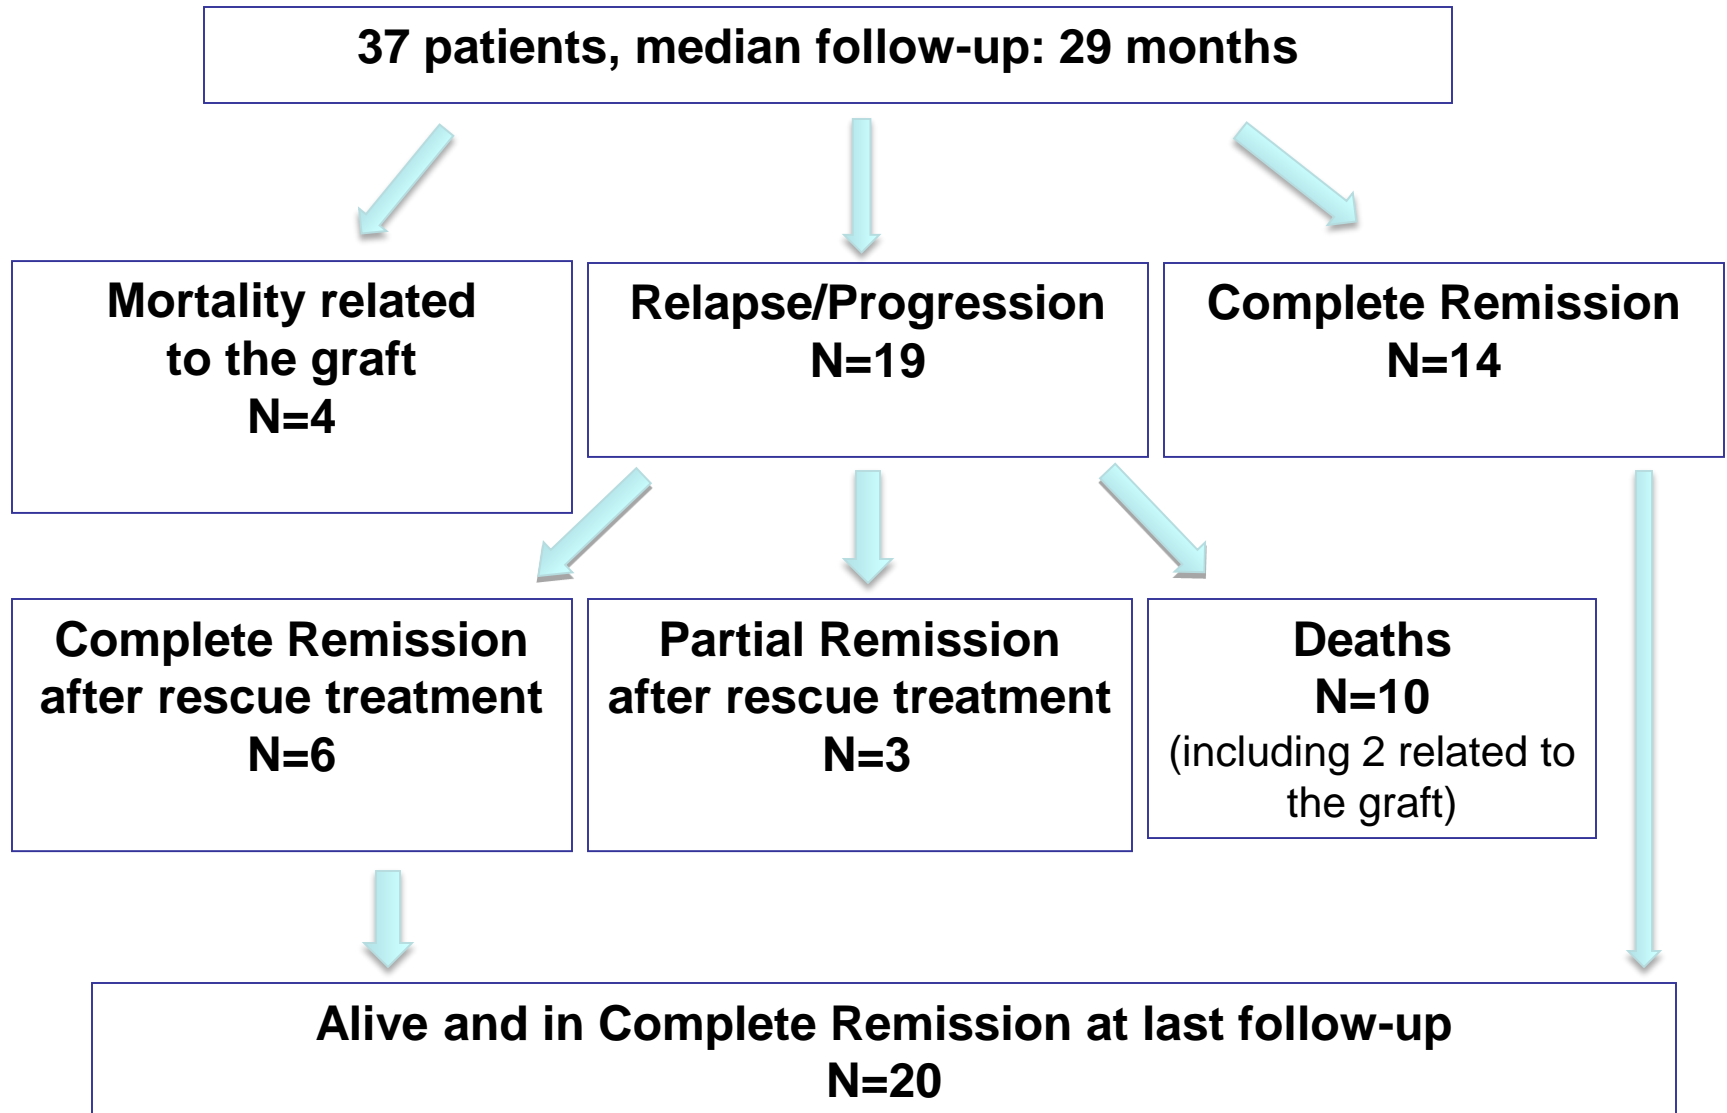 37 patients, median follow-up: 29 months
Mortality related
to the graft
N=4
Relapse/Progression
N=19
Complete Remission
N=14
Complete Remission
after rescue treatment
N=6
Partial Remission
after rescue treatment
N=3
Deaths
N=10
(including 2 related to
the graft)
Alive and in Complete Remission at last follow-up
N=20